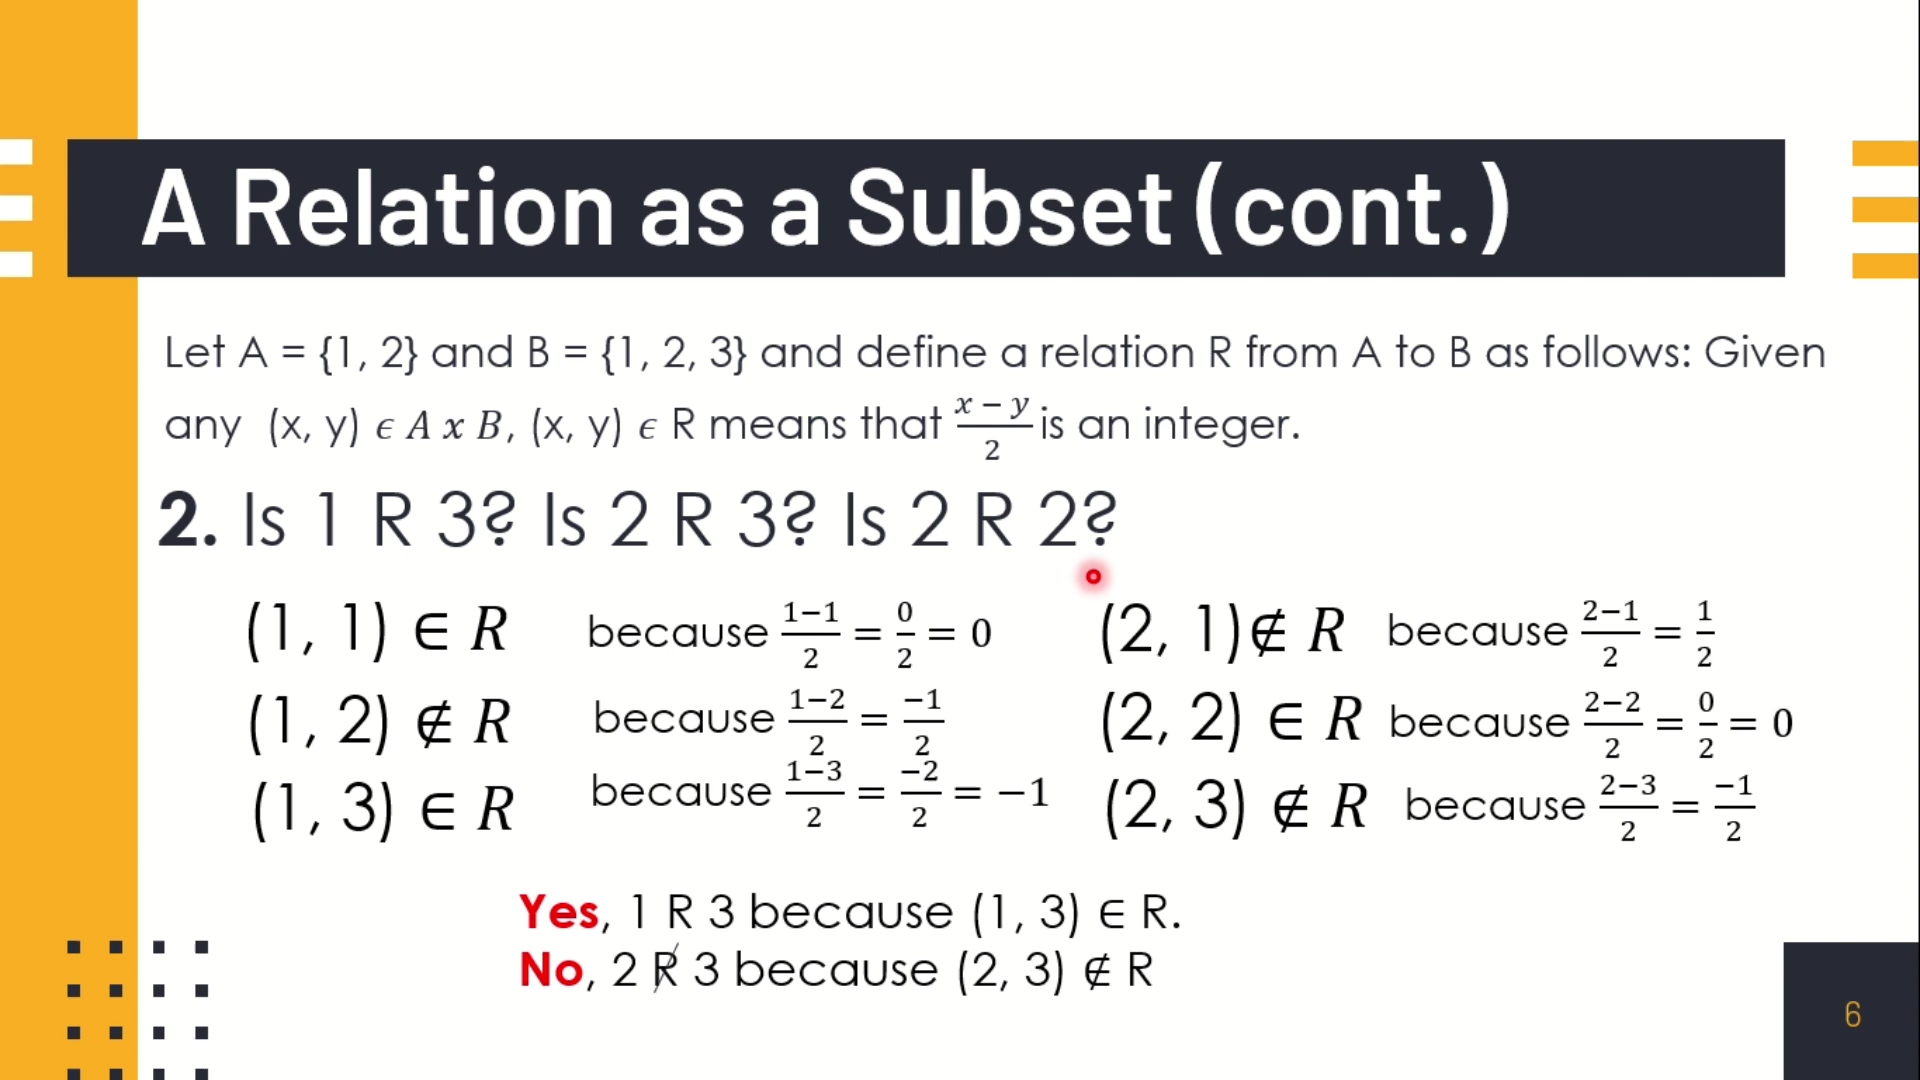 A Relation as a Subset (cont.)
Let A = {1, 2} and B = {1, 2, 3} and define a relation R from A to B as follows: Given
any (x, y) ϵ A x B, (x, y) ϵ R means that (x − y)/2 is an integer.
2. Is 1 R 3? Is 2 R 3? Is 2 R 2?
(1, 1) ∈ R because (1−1)/2 = 0/2 = 0
(1, 2) ∉ R because (1−2)/2 = −1/2
(1, 3) ∈ R because (1−3)/2 = −2/2 = −1
(2, 1) ∉ R because (2−1)/2 = 1/2
(2, 2) ∈ R because (2−2)/2 = 0/2 = 0
(2, 3) ∉ R because (2−3)/2 = −1/2
Yes, 1 R 3 because (1, 3) ∈ R.
No, 2 R̸ 3 because (2, 3) ∉ R
6